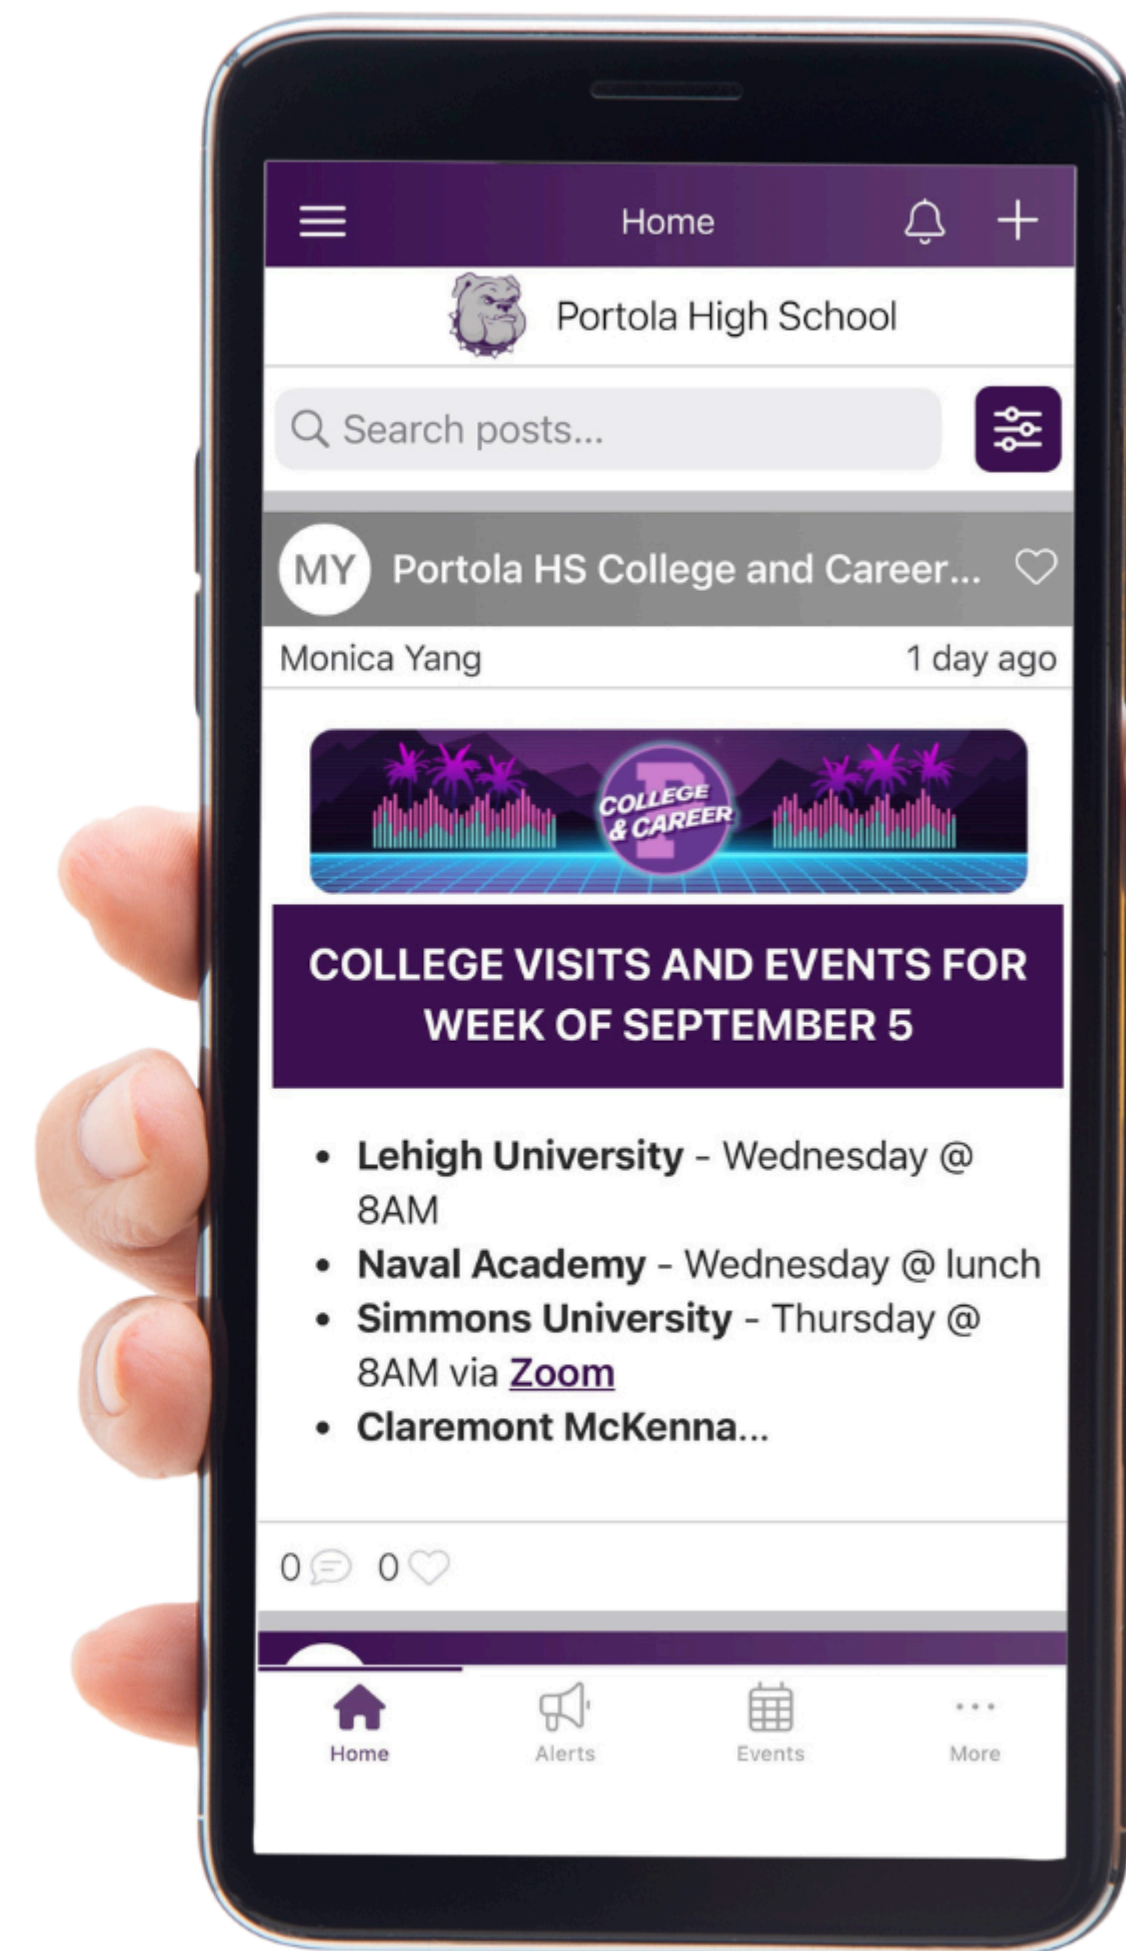 Home
Portola High School
Search posts...
MY Portola HS College and Career...
Monica Yang 1 day ago
P
COLLEGE
& CAREER
COLLEGE VISITS AND EVENTS FOR
WEEK OF SEPTEMBER 5
• Lehigh University - Wednesday @
8AM
• Naval Academy - Wednesday @ lunch
• Simmons University - Thursday @
8AM via Zoom
• Claremont McKenna...
0 0
Home Alerts Events More